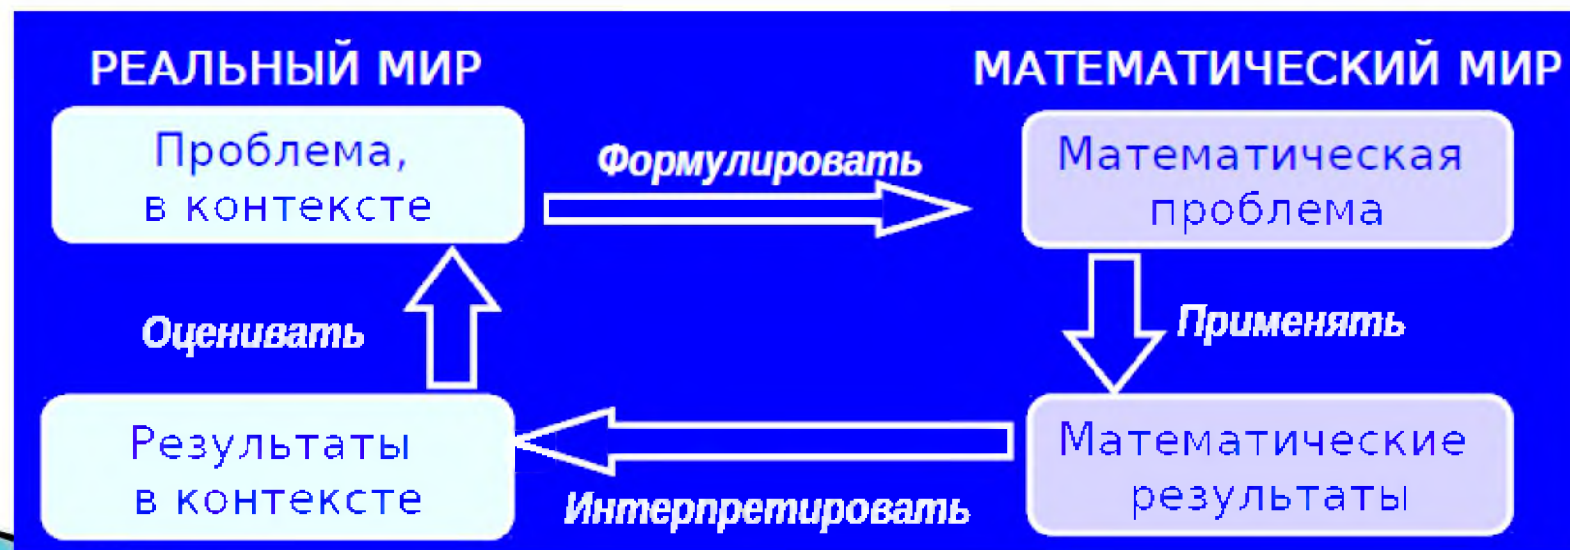 РЕАЛЬНЫЙ МИР
МАТЕМАТИЧЕСКИЙ МИР
Проблема,
в контексте
Формулировать
Математическая
проблема
Оценивать
Применять
Результаты
в контексте
Интерпретировать
Математические
результаты